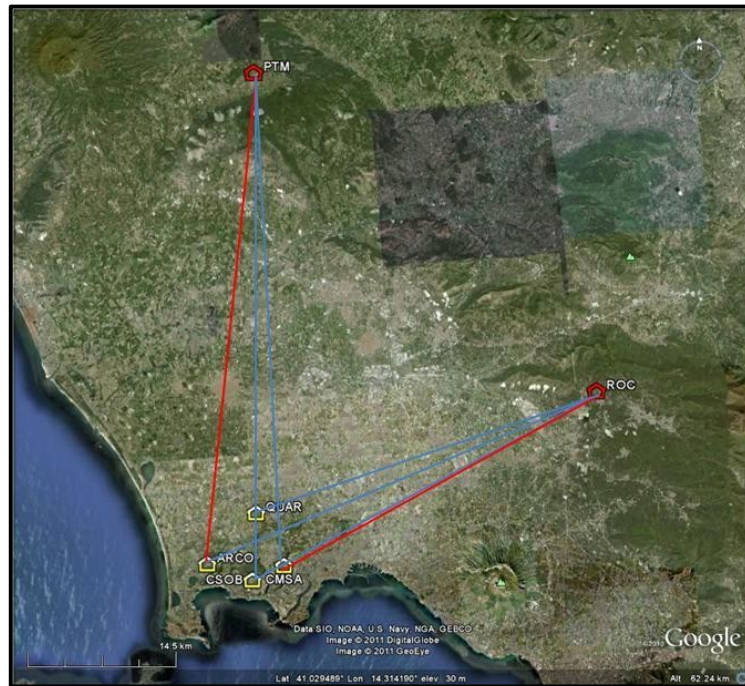 PTM
N
ROC
QUAR
ARCO
CSOB
CMSA
Data SIO, NOAA, U.S. Navy, NGA, GEBCO
Image © 2011 DigitalGlobe
Image © 2011 GeoEye
Google
14.5 km
Lat 41.029489° Lon 14.314190° elev 30 m
Alt 62.24 km